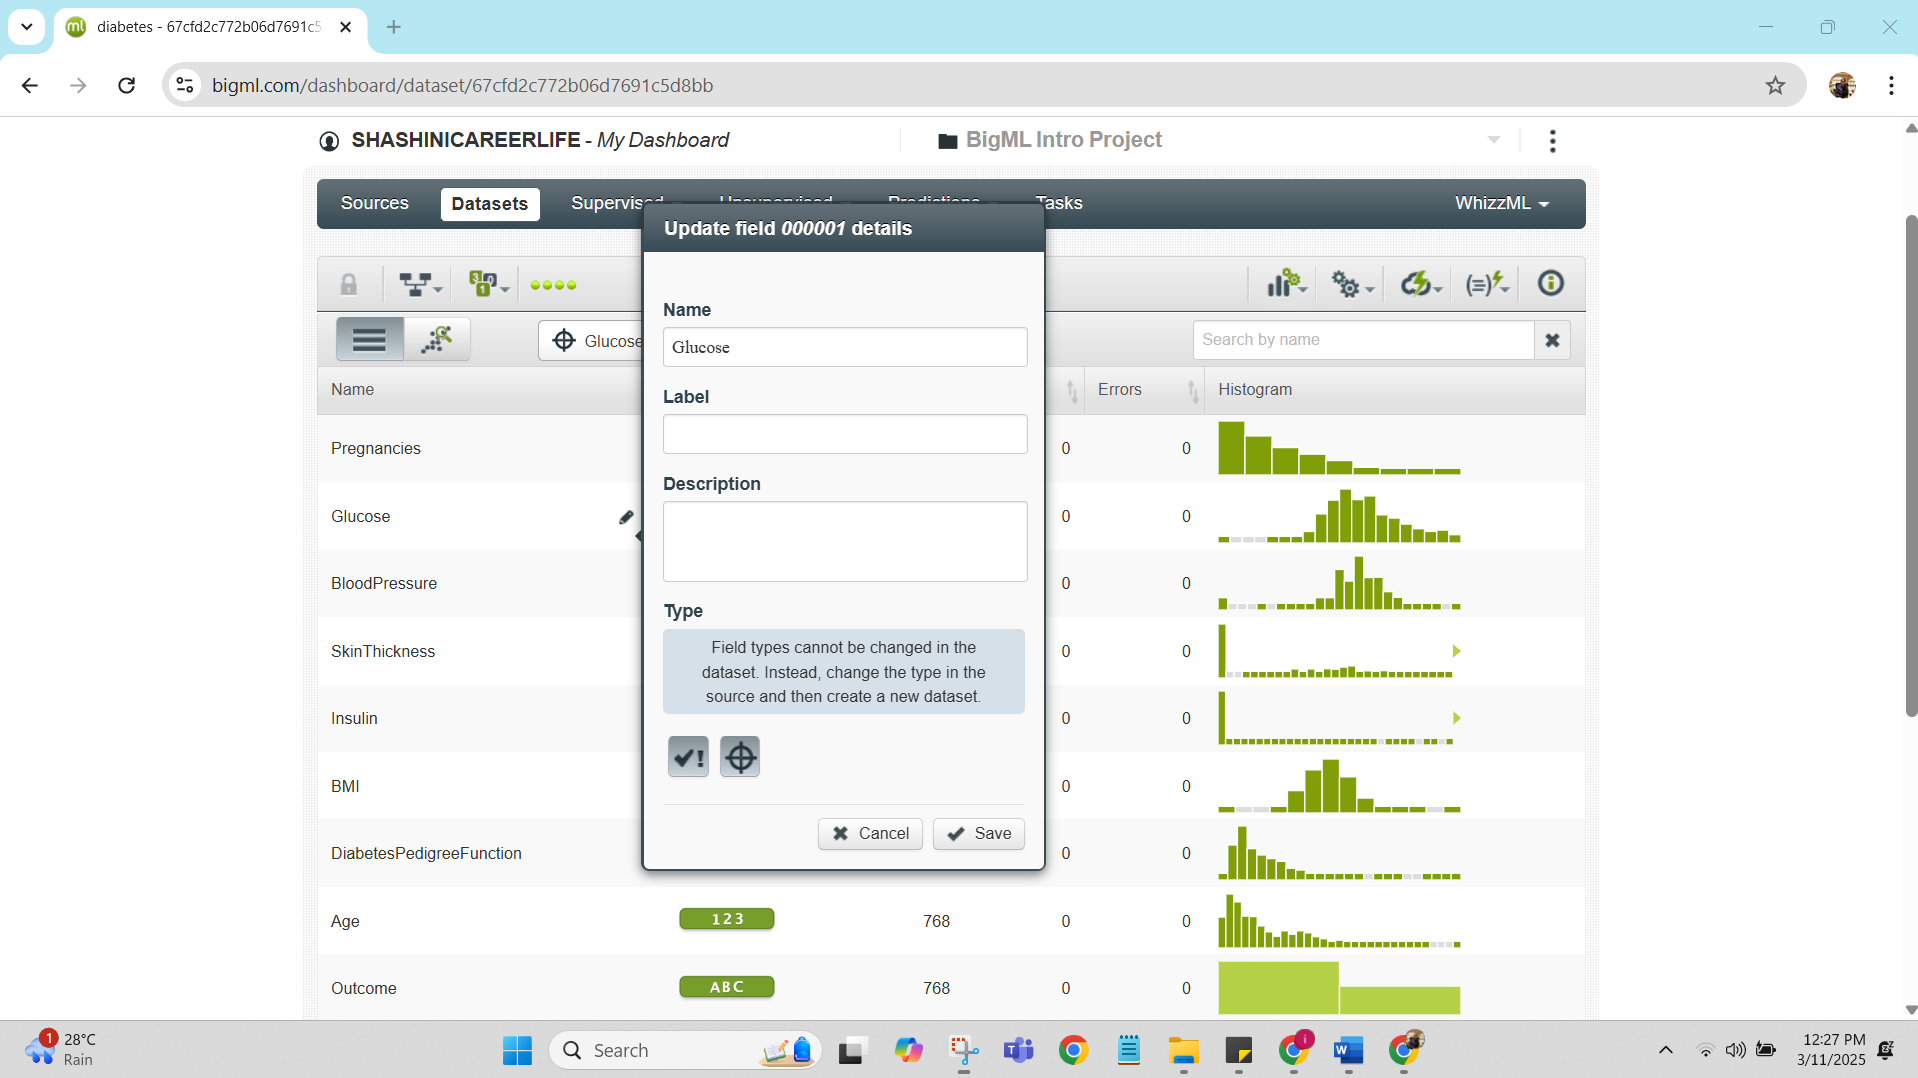 diabetes - 67cfd2c772b06d7691c5
bigml.com/dashboard/dataset/67cfd2c772b06d7691c5d8bb
SHASHINICAREERLIFE - My Dashboard
BigML Intro Project
Sources
Datasets
Supervised
Unsupervised
Predictions
Tasks
WhizzML
Update field 000001 details
Glucose
Search by name
Name
Errors
Histogram
Name
Glucose
Label
Description
Type
Field types cannot be changed in the
dataset. Instead, change the type in the
source and then create a new dataset.
Cancel
Save
Pregnancies 0 0
Glucose 0 0
BloodPressure 0 0
SkinThickness 0 0
Insulin 0 0
BMI 0 0
DiabetesPedigreeFunction 0 0
Age 123 768 0 0
Outcome ABC 768 0 0
1
28°C
Rain
Search
12:27 PM
3/11/2025